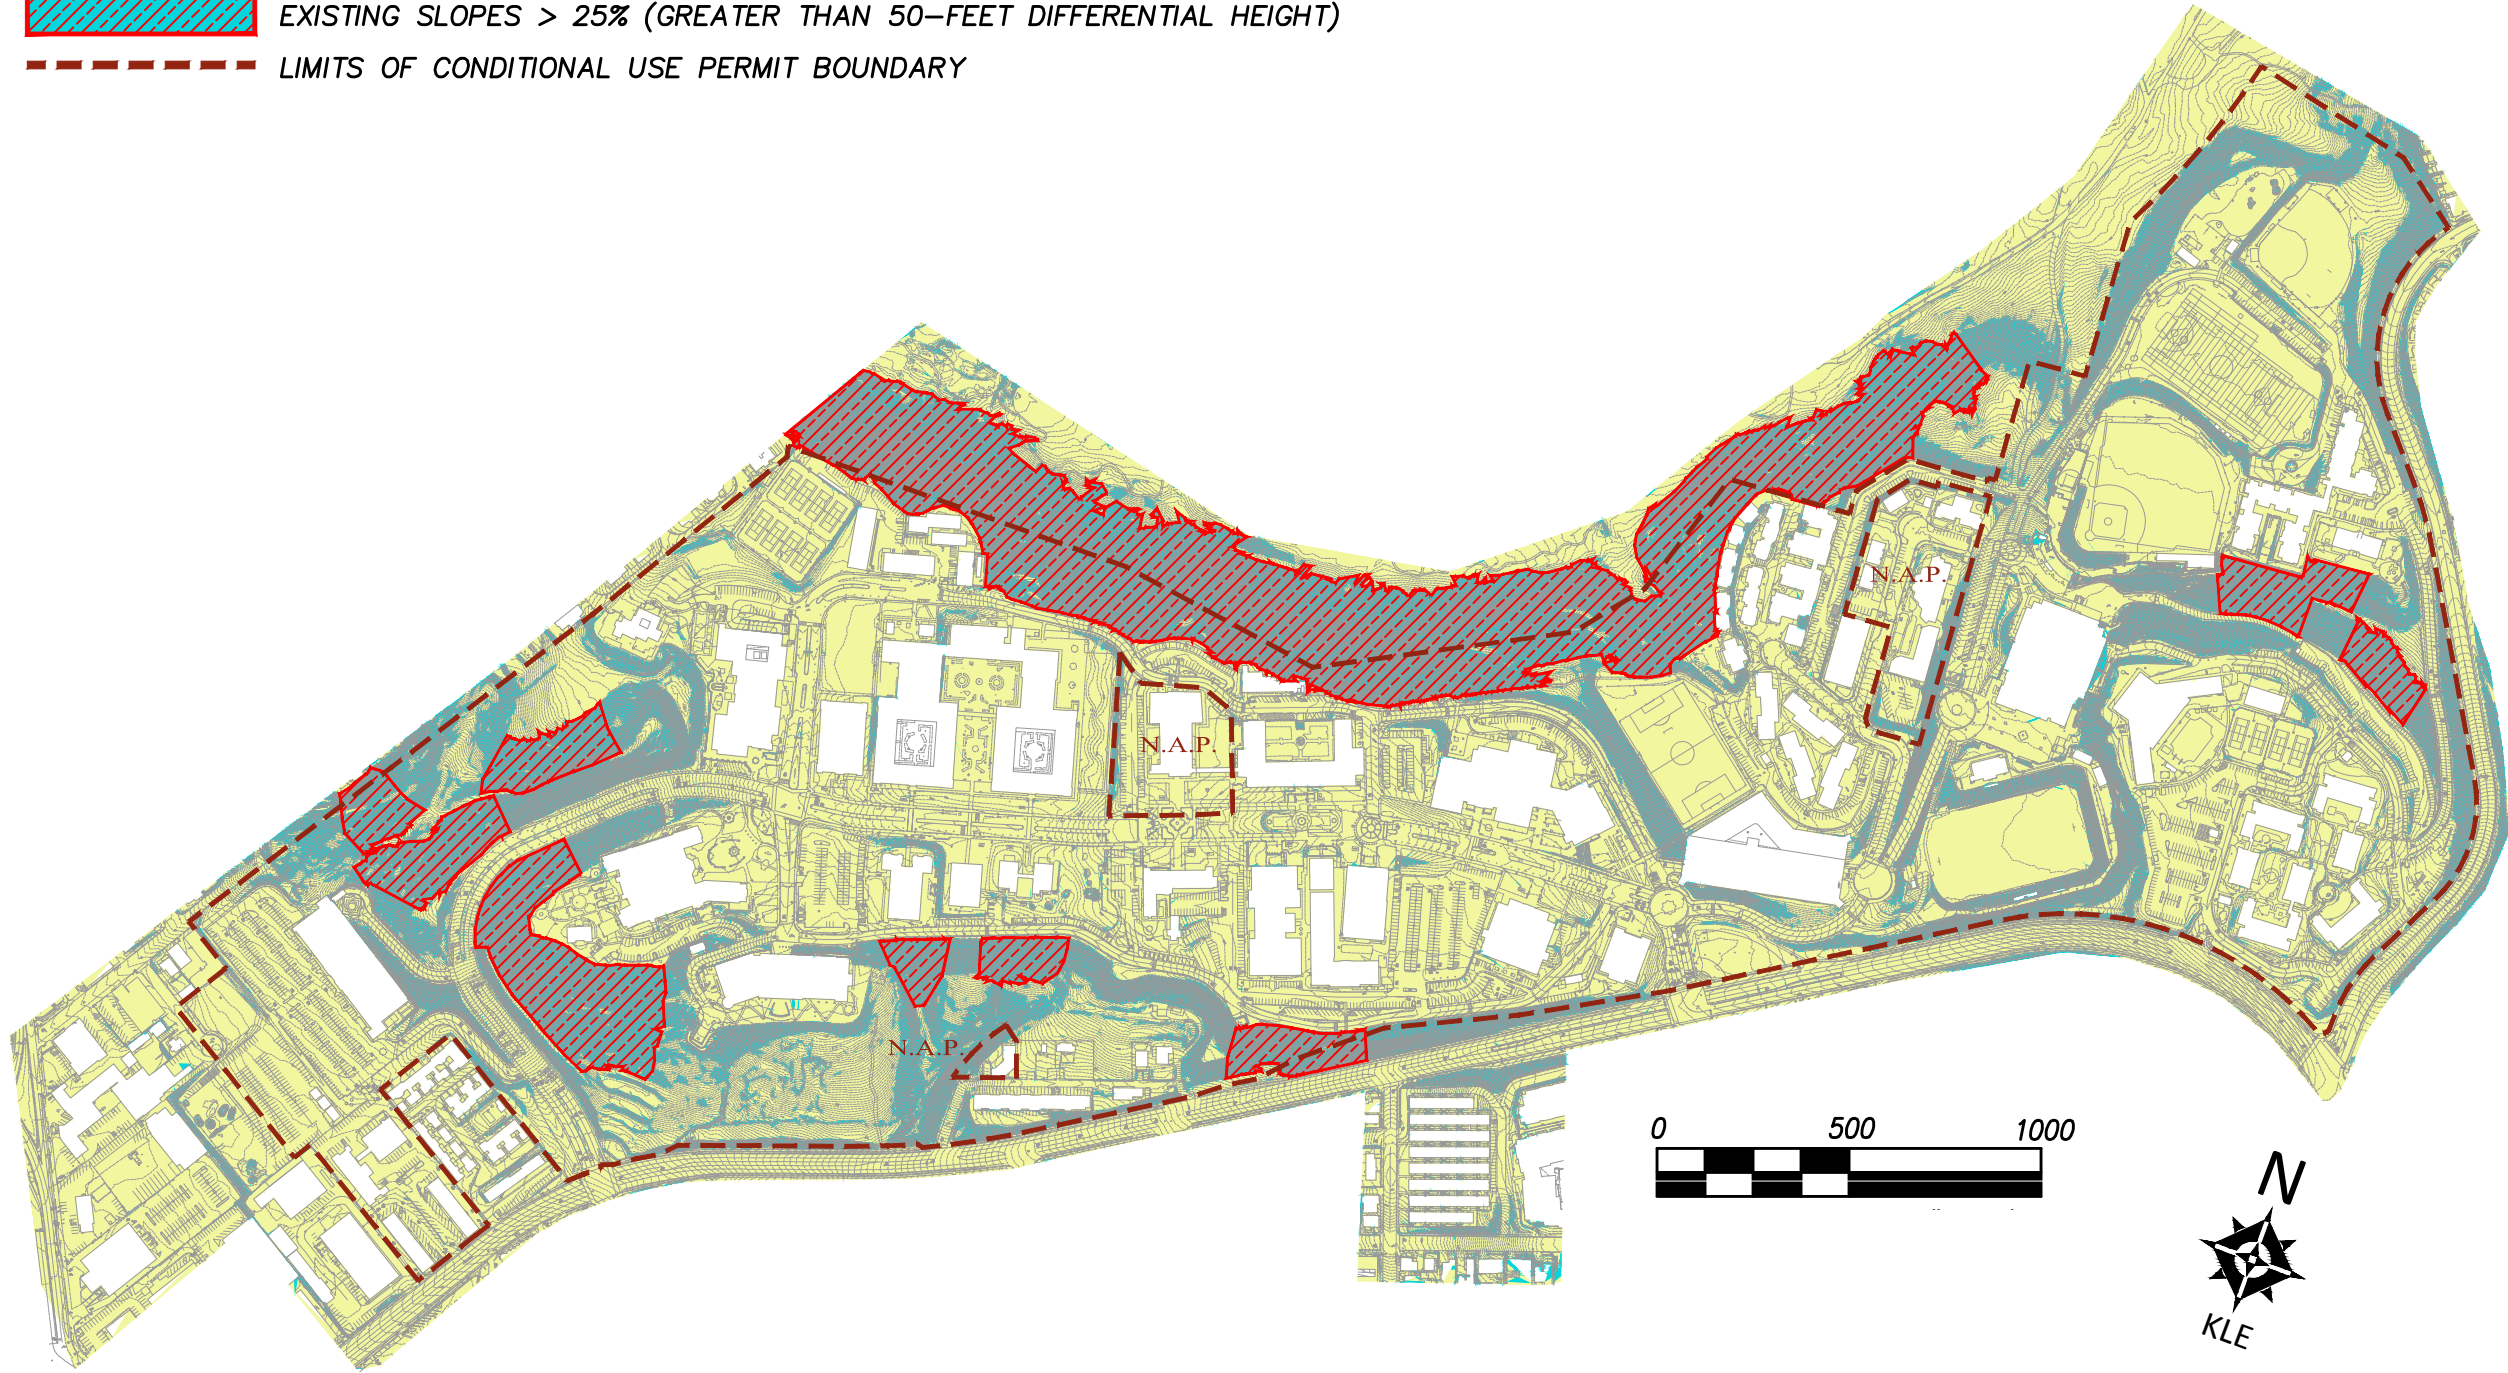 EXISTING SLOPES > 25% (GREATER THAN 50-FEET DIFFERENTIAL HEIGHT)
LIMITS OF CONDITIONAL USE PERMIT BOUNDARY
N.A.P.
N.A.P.
N.A.P.
0 500 1000
N
KLE